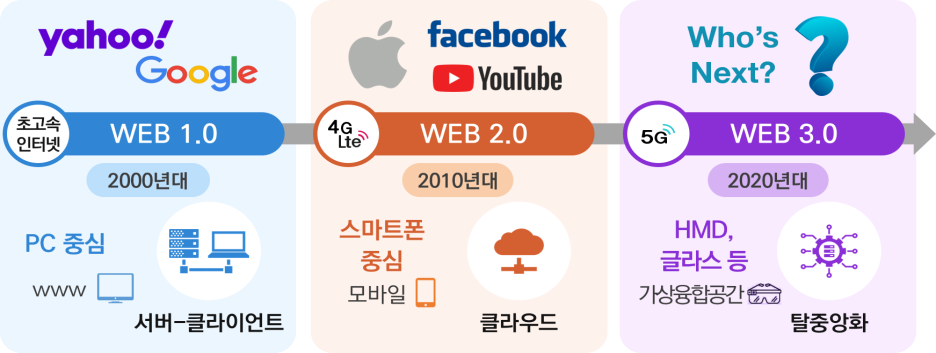 yahoo!
Google
초고속
인터넷
WEB 1.0
2000년대
PC 중심
www
서버-클라이언트
facebook
YouTube
4G
Lte
WEB 2.0
2010년대
스마트폰
중심
모바일
클라우드
Who's
Next?
?
5G
WEB 3.0
2020년대
HMD,
글라스 등
가상융합공간
탈중앙화